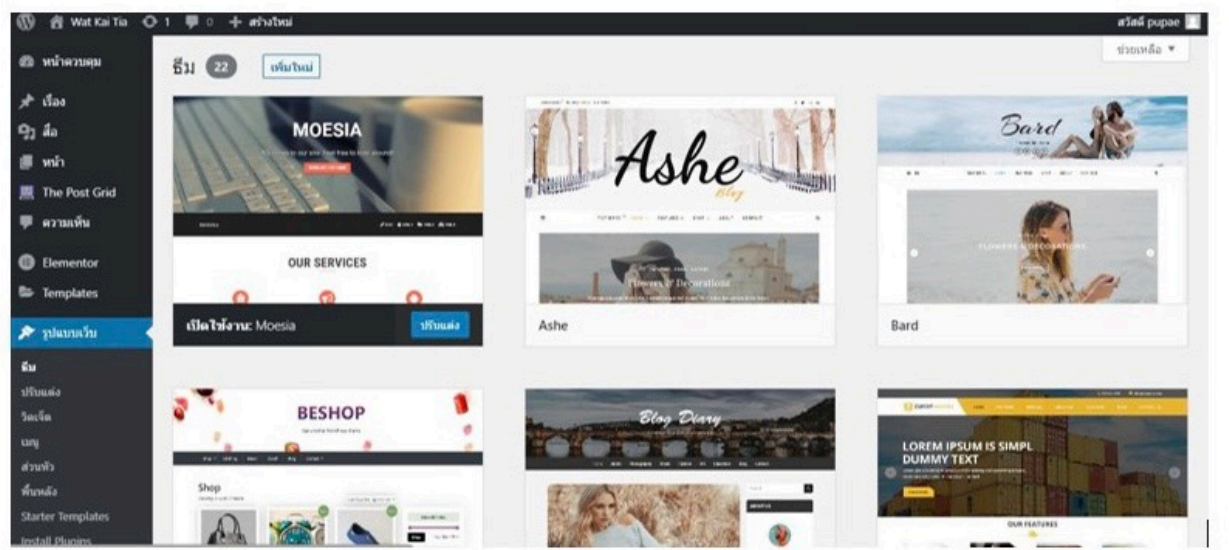 Wat Kai Tia 1 0 + สร้างใหม่ สวัสดี pupae
ช่วยเหลือ ▼
หน้าควบคุม
เรื่อง
สื่อ
หน้า
The Post Grid
ความเห็น
Elementor
Templates
รูปแบบเว็บ
ธีม
ปรับแต่ง
วิดเจ็ต
เมนู
ส่วนหัว
พื้นหลัง
Starter Templates
Install Plugins
ธีม 22 เพิ่มใหม่
MOESIA
OUR SERVICES
เปิดใช้งาน: Moesia ปรับแต่ง
Ashe
Blog
Flowers & Decorations
Ashe
Bard
FLOWERS & DECORATIONS
Bard
BESHOP
Shop
Blog Diary
LOREM IPSUM IS SIMPL
DUMMY TEXT
OUR FEATURES